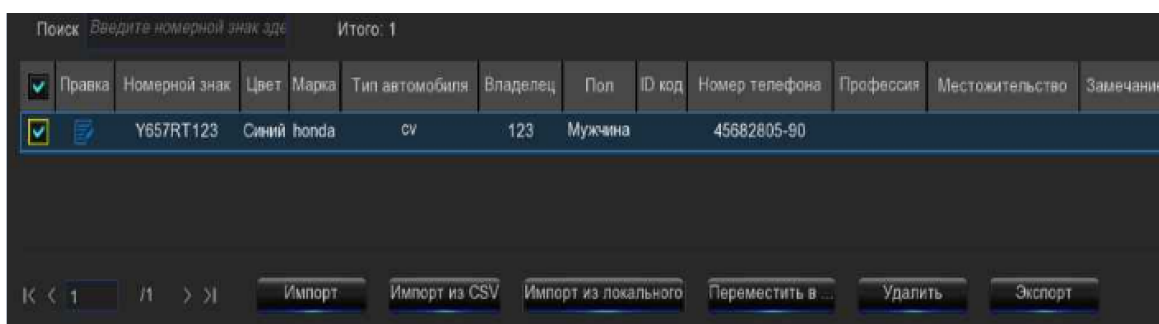 Поиск Введите номерной знак зде Итого: 1
Правка Номерной знак Цвет Марка Тип автомобиля Владелец Пол ID код Номер телефона Профессия Местожительство Замечание
Y657RT123 Синий honda cv 123 Мужчина 45682805-90
1 /1 Импорт Импорт из CSV Импорт из локального Переместить в ... Удалить Экспорт